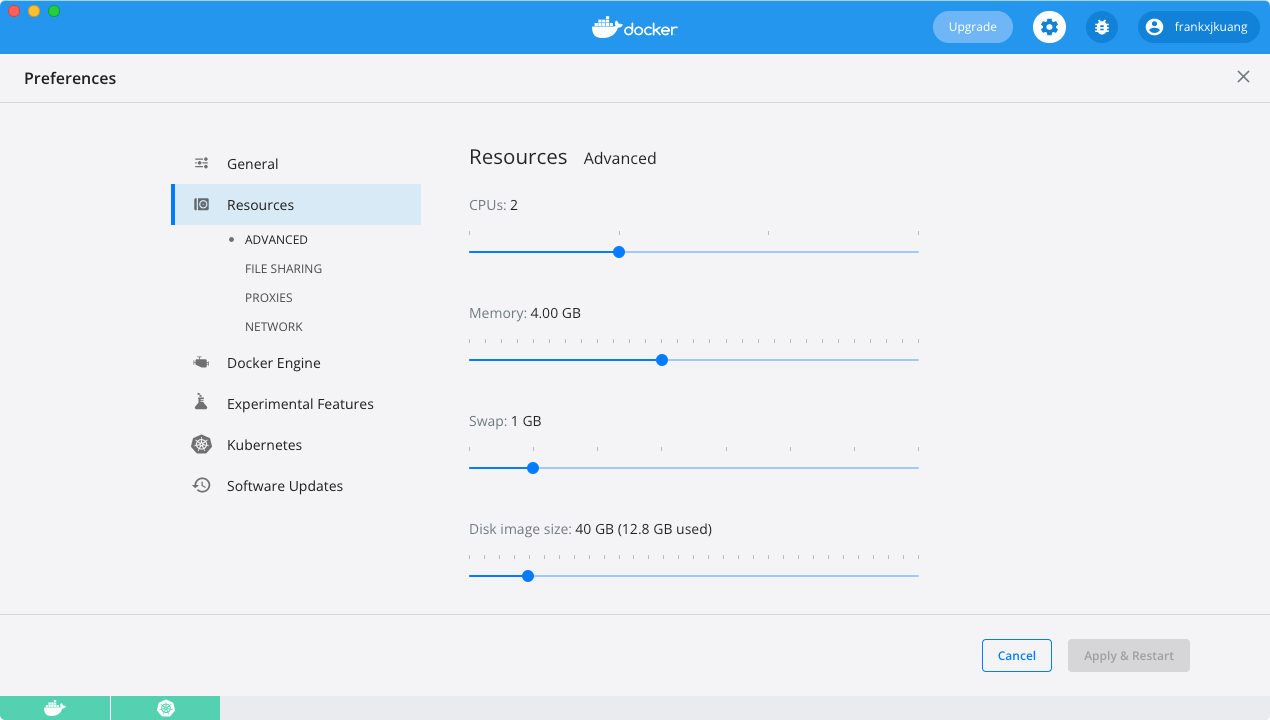 docker
Upgrade
frankxjkuang
Preferences
General
Resources
ADVANCED
FILE SHARING
PROXIES
NETWORK
Docker Engine
Experimental Features
Kubernetes
Software Updates
Resources Advanced
CPUs: 2
Memory: 4.00 GB
Swap: 1 GB
Disk image size: 40 GB (12.8 GB used)
Cancel
Apply & Restart